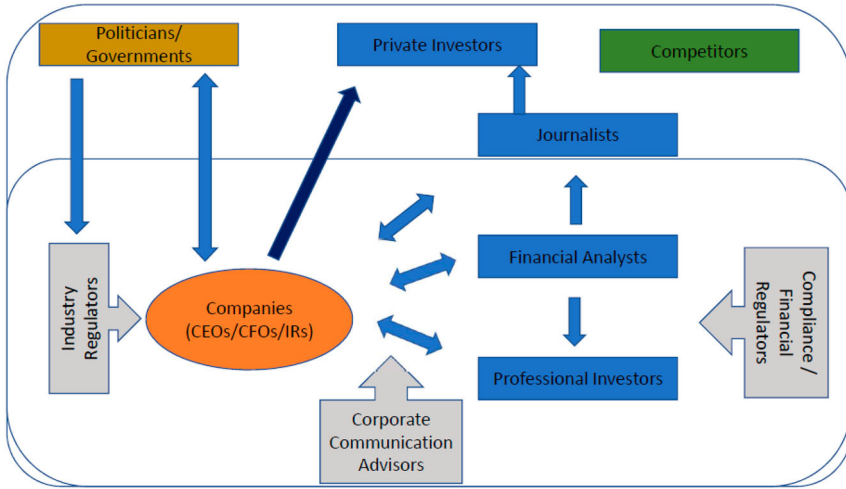 Politicians/
Governments
Private Investors
Competitors
Journalists
Industry
Regulators
Companies
(CEOs/CFOs/IRs)
Financial Analysts
Compliance /
Financial
Regulators
Professional Investors
Corporate
Communication
Advisors